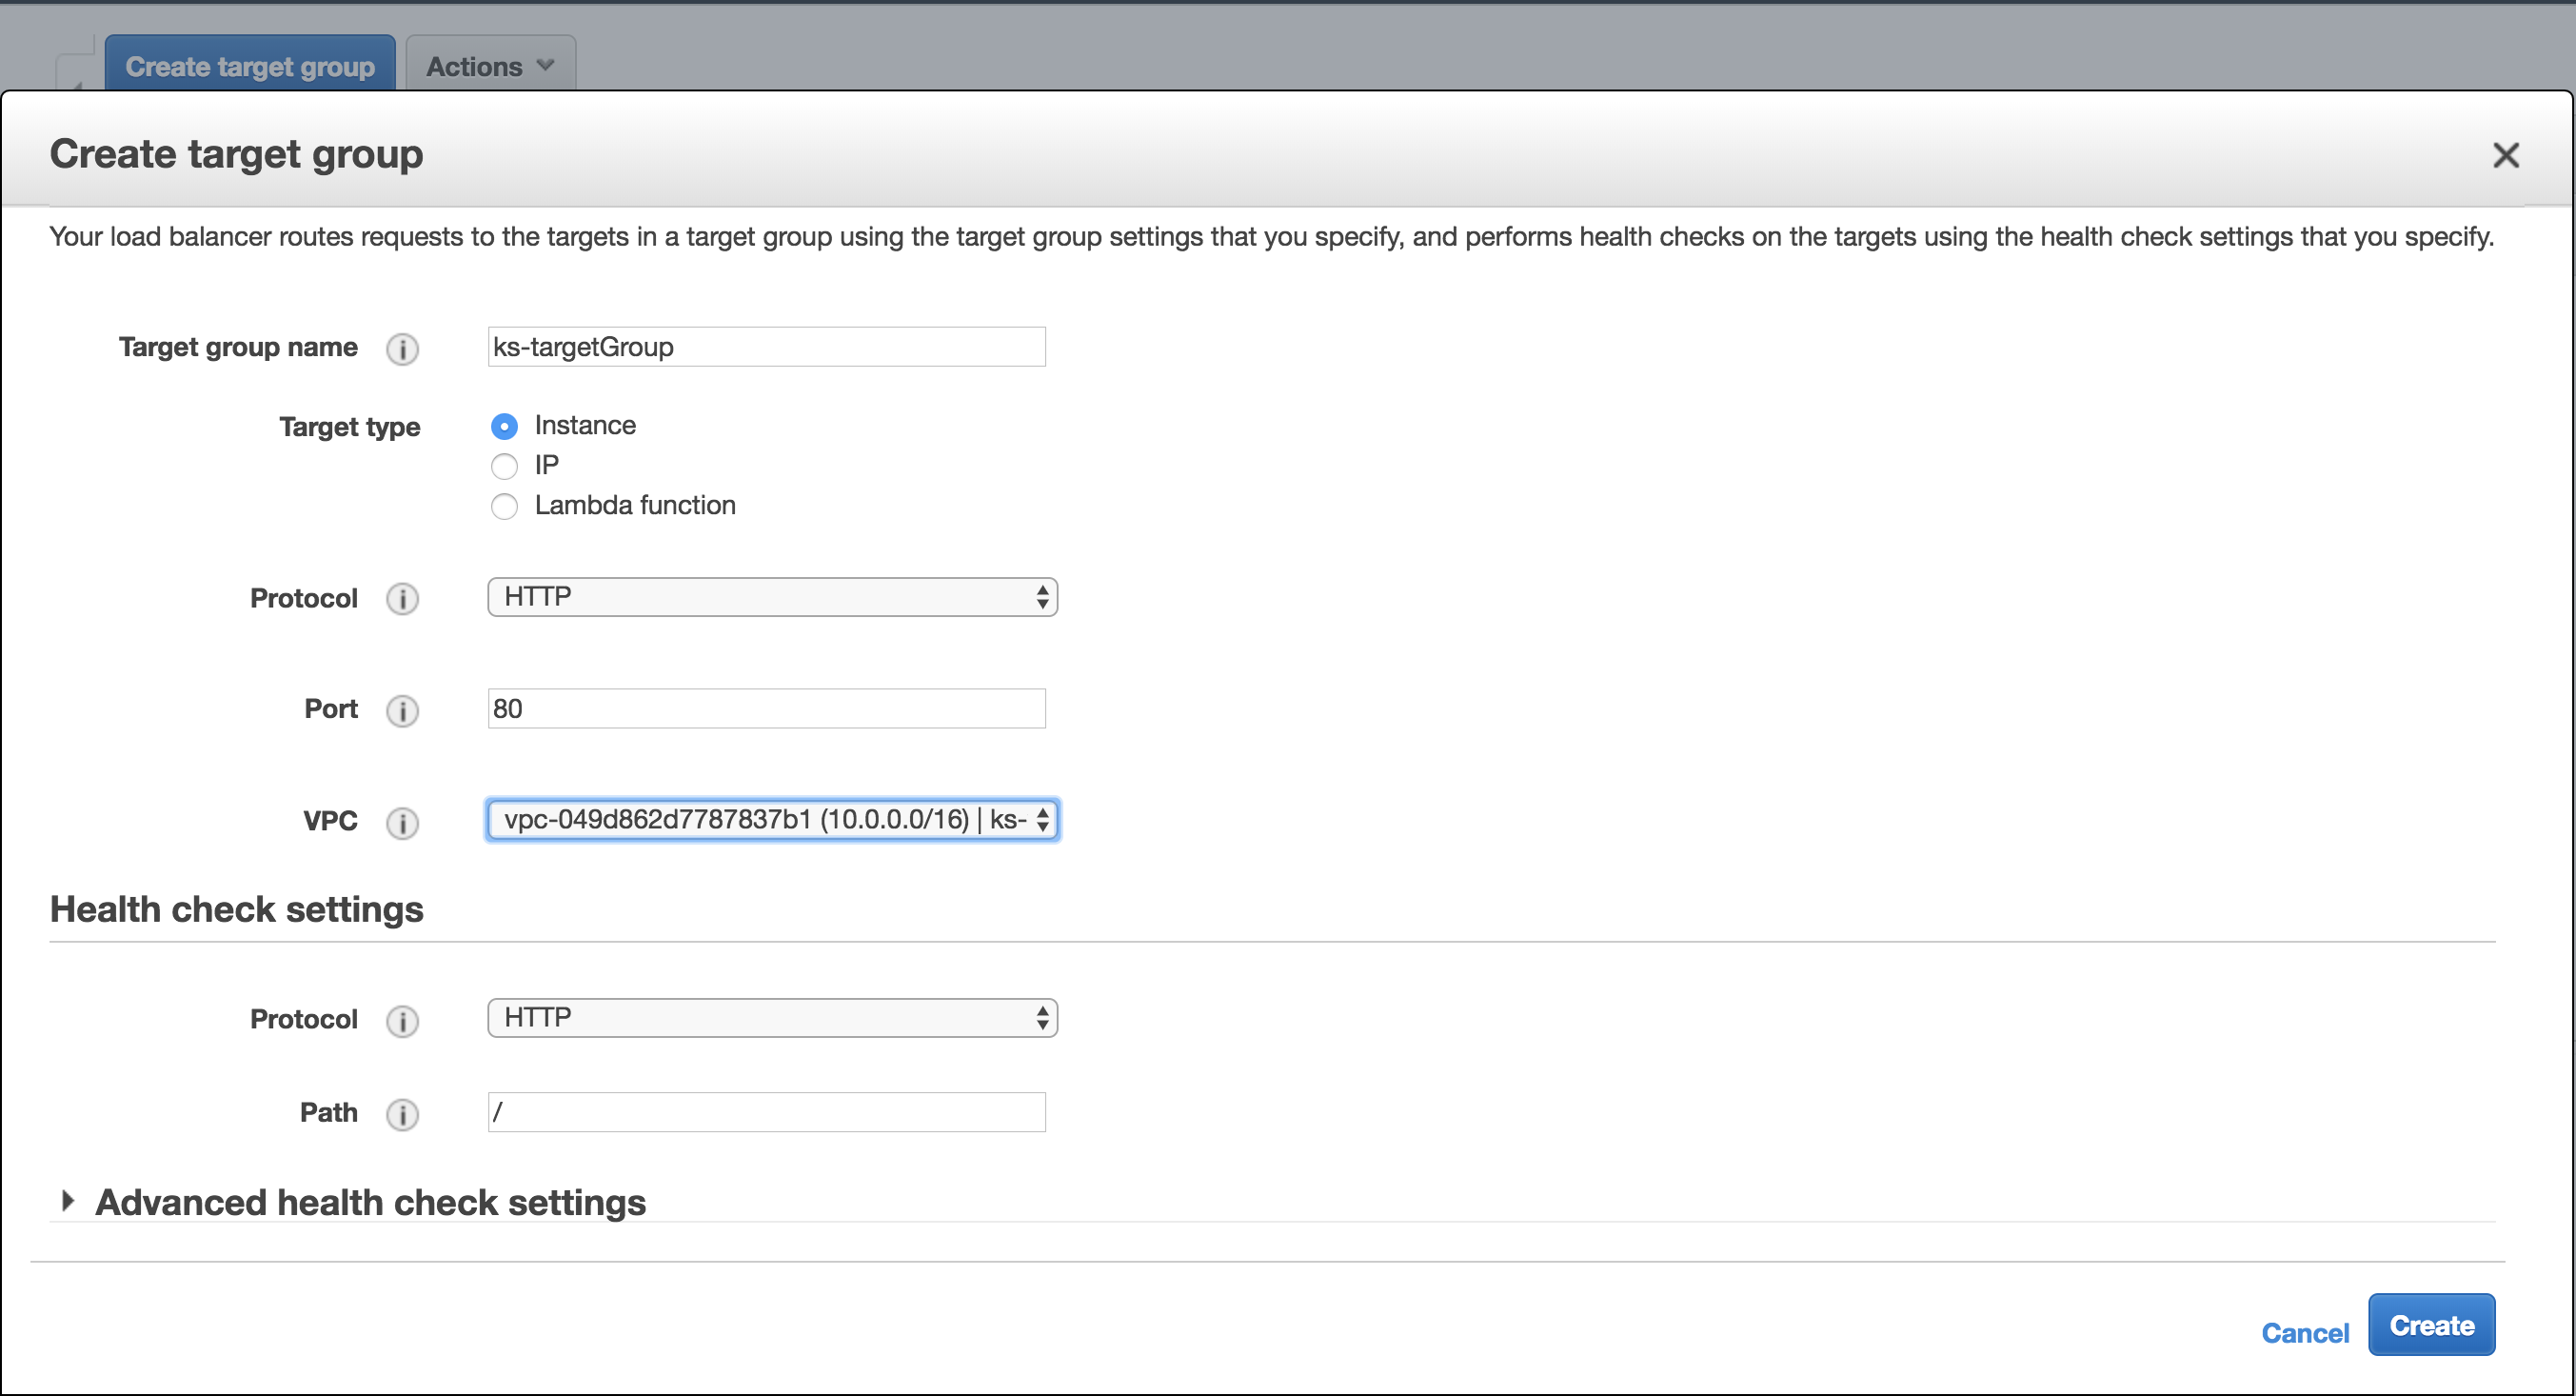 Create target group Actions
Create target group
Your load balancer routes requests to the targets in a target group using the target group settings that you specify, and performs health checks on the targets using the health check settings that you specify.
Target group name i ks-targetGroup
Target type Instance
IP
Lambda function
Protocol i HTTP
Port i 80
VPC i vpc-049d862d7787837b1 (10.0.0.0/16) | ks-
Health check settings
Protocol i HTTP
Path i /
Advanced health check settings
Cancel Create